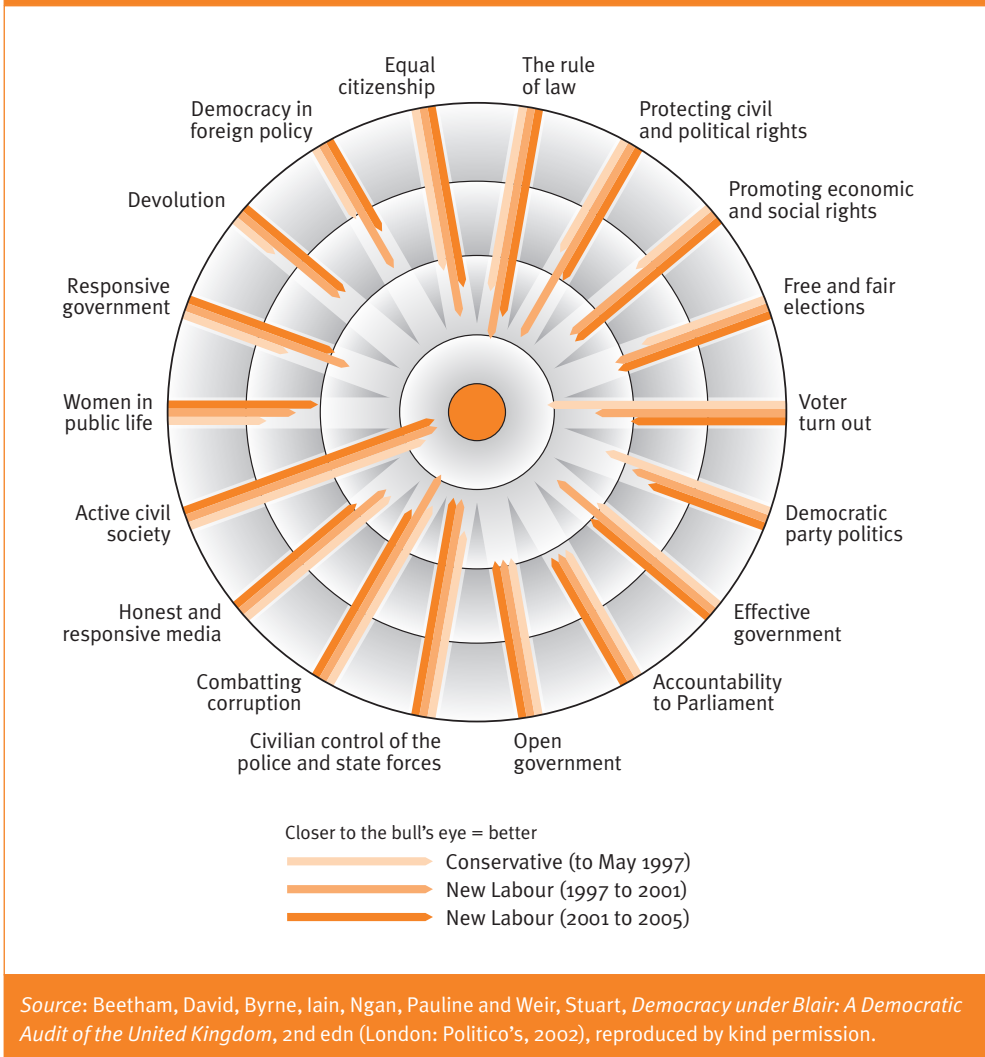 Equal
citizenship
The rule
of law
Democracy in
foreign policy
Protecting civil
and political rights
Devolution
Promoting economic
and social rights
Responsive
government
Free and fair
elections
Women in
public life
Voter
turn out
Active civil
society
Democratic
party politics
Honest and
responsive media
Effective
government
Combatting
corruption
Accountability
to Parliament
Civilian control of the
police and state forces
Open
government
Closer to the bull's eye = better
Conservative (to May 1997)
New Labour (1997 to 2001)
New Labour (2001 to 2005)
Source: Beetham, David, Byrne, Iain, Ngan, Pauline and Weir, Stuart, Democracy under Blair: A Democratic
Audit of the United Kingdom, 2nd edn (London: Politico's, 2002), reproduced by kind permission.